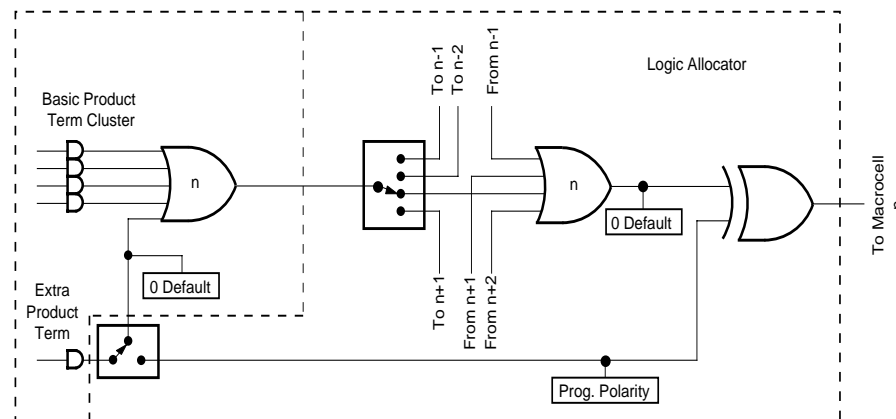 To n-1
To n-2
From n-1
Logic Allocator
Basic Product
Term Cluster
n
n
0 Default
To Macrocell
n
0 Default
Extra
Product
Term
To n+1
From n+1
From n+2
Prog. Polarity